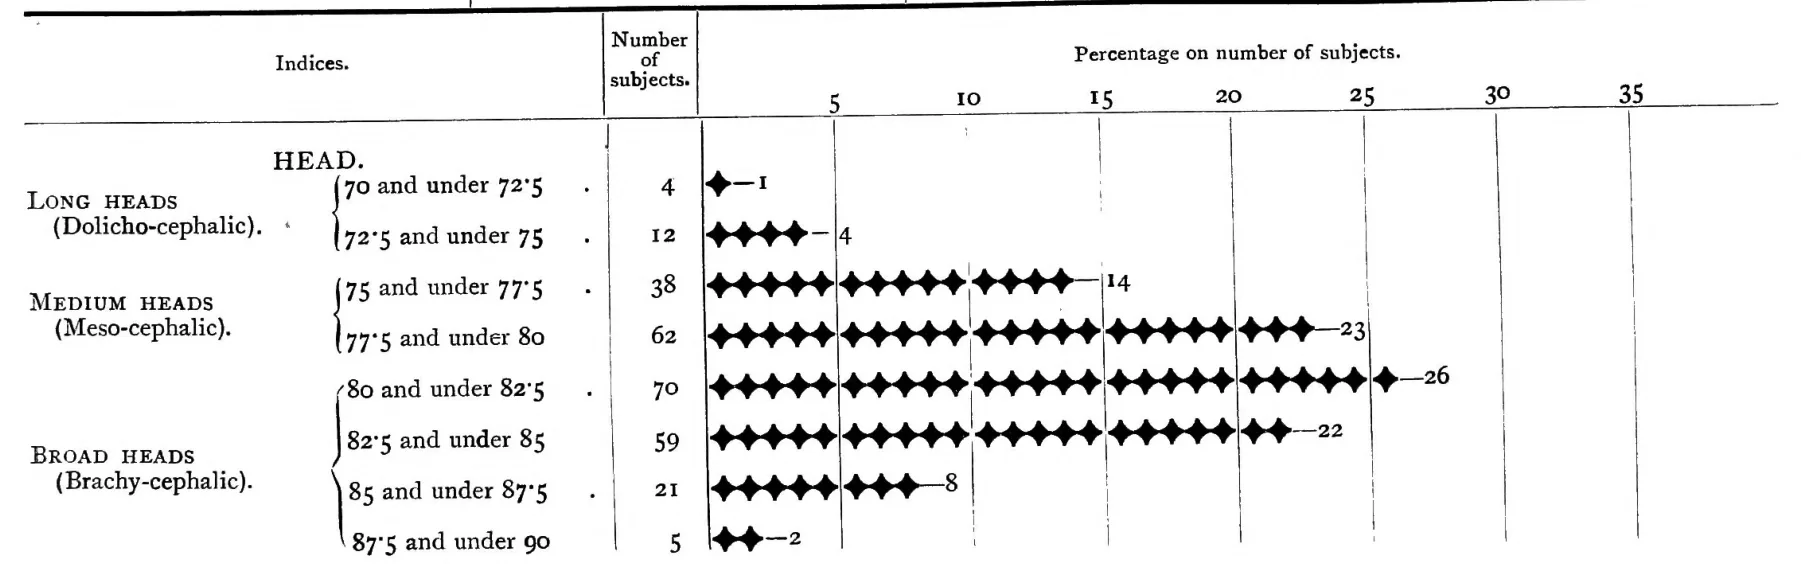 Indices.
Number
of
subjects.
Percentage on number of subjects.
5 10 15 20 25 30 35
HEAD.
LONG HEADS
(Dolicho-cephalic).
70 and under 72·5 . 4 1
72·5 and under 75 . 12 4
MEDIUM HEADS
(Meso-cephalic).
75 and under 77·5 . 38 14
77·5 and under 80 62 23
BROAD HEADS
(Brachy-cephalic).
80 and under 82·5 . 70 26
82·5 and under 85 59 22
85 and under 87·5 . 21 8
87·5 and under 90 5 2